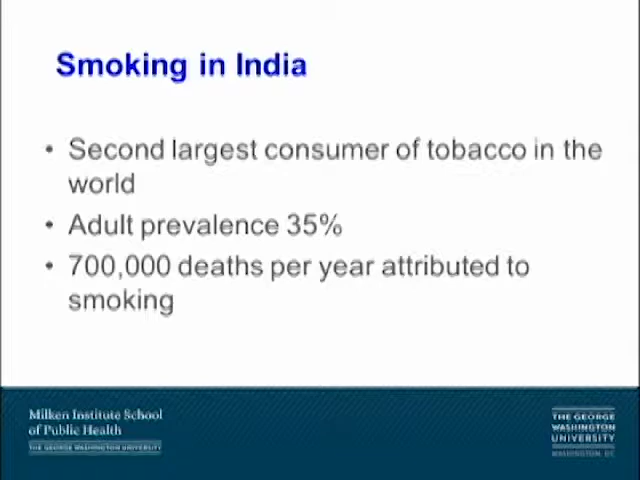 Smoking in India
• Second largest consumer of tobacco in the
world
• Adult prevalence 35%
• 700,000 deaths per year attributed to
smoking
Milken Institute School
of Public Health
THE GEORGE WASHINGTON UNIVERSITY
THE GEORGE
WASHINGTON
UNIVERSITY
WASHINGTON, DC